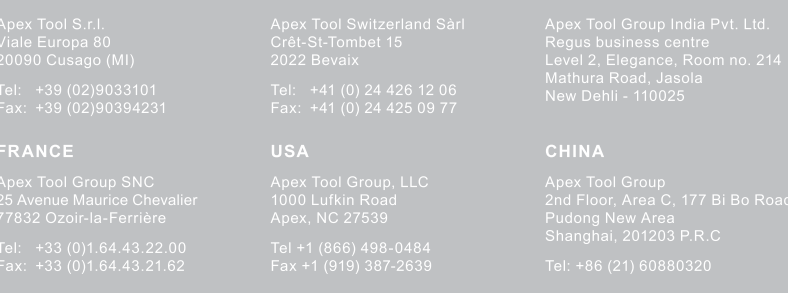 Apex Tool S.r.l.
Viale Europa 80
20090 Cusago (MI)
Tel: +39 (02)9033101
Fax: +39 (02)90394231
Apex Tool Switzerland Sàrl
Crêt-St-Tombet 15
2022 Bevaix
Tel: +41 (0) 24 426 12 06
Fax: +41 (0) 24 425 09 77
Apex Tool Group India Pvt. Ltd.
Regus business centre
Level 2, Elegance, Room no. 214
Mathura Road, Jasola
New Dehli - 110025
FRANCE
Apex Tool Group SNC
25 Avenue Maurice Chevalier
77832 Ozoir-la-Ferrière
Tel: +33 (0)1.64.43.22.00
Fax: +33 (0)1.64.43.21.62
USA
Apex Tool Group, LLC
1000 Lufkin Road
Apex, NC 27539
Tel +1 (866) 498-0484
Fax +1 (919) 387-2639
CHINA
Apex Tool Group
2nd Floor, Area C, 177 Bi Bo Road
Pudong New Area
Shanghai, 201203 P.R.C
Tel: +86 (21) 60880320